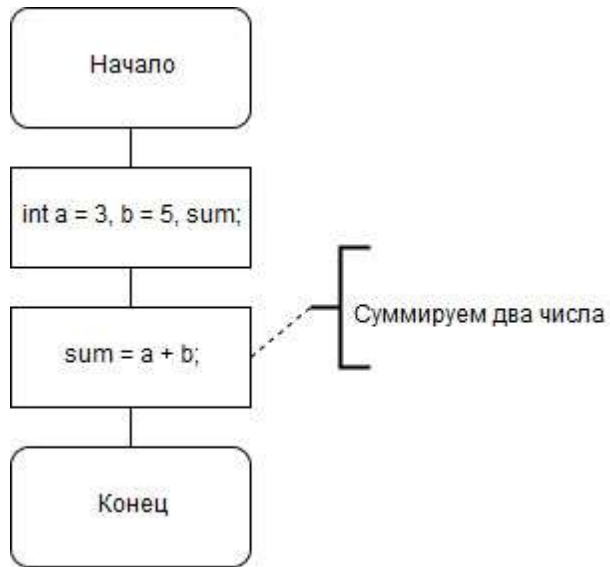 Начало
int a = 3, b = 5, sum;
sum = a + b;
Суммируем два числа
Конец